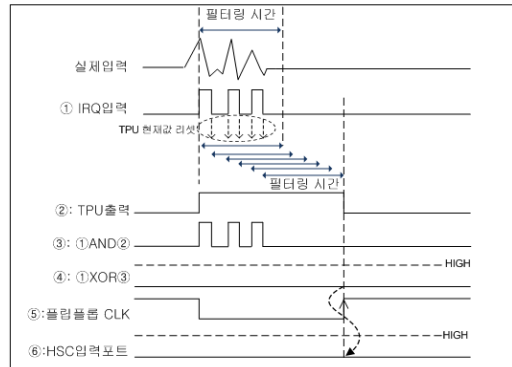 필터링 시간
실제입력
① IRQ입력
TPU 현재값 리셋
필터링 시간
②: TPU출력
③: ①AND②
HIGH
④: ①XOR③
⑤:플립플롭 CLK
HIGH
⑥:HSC입력포트